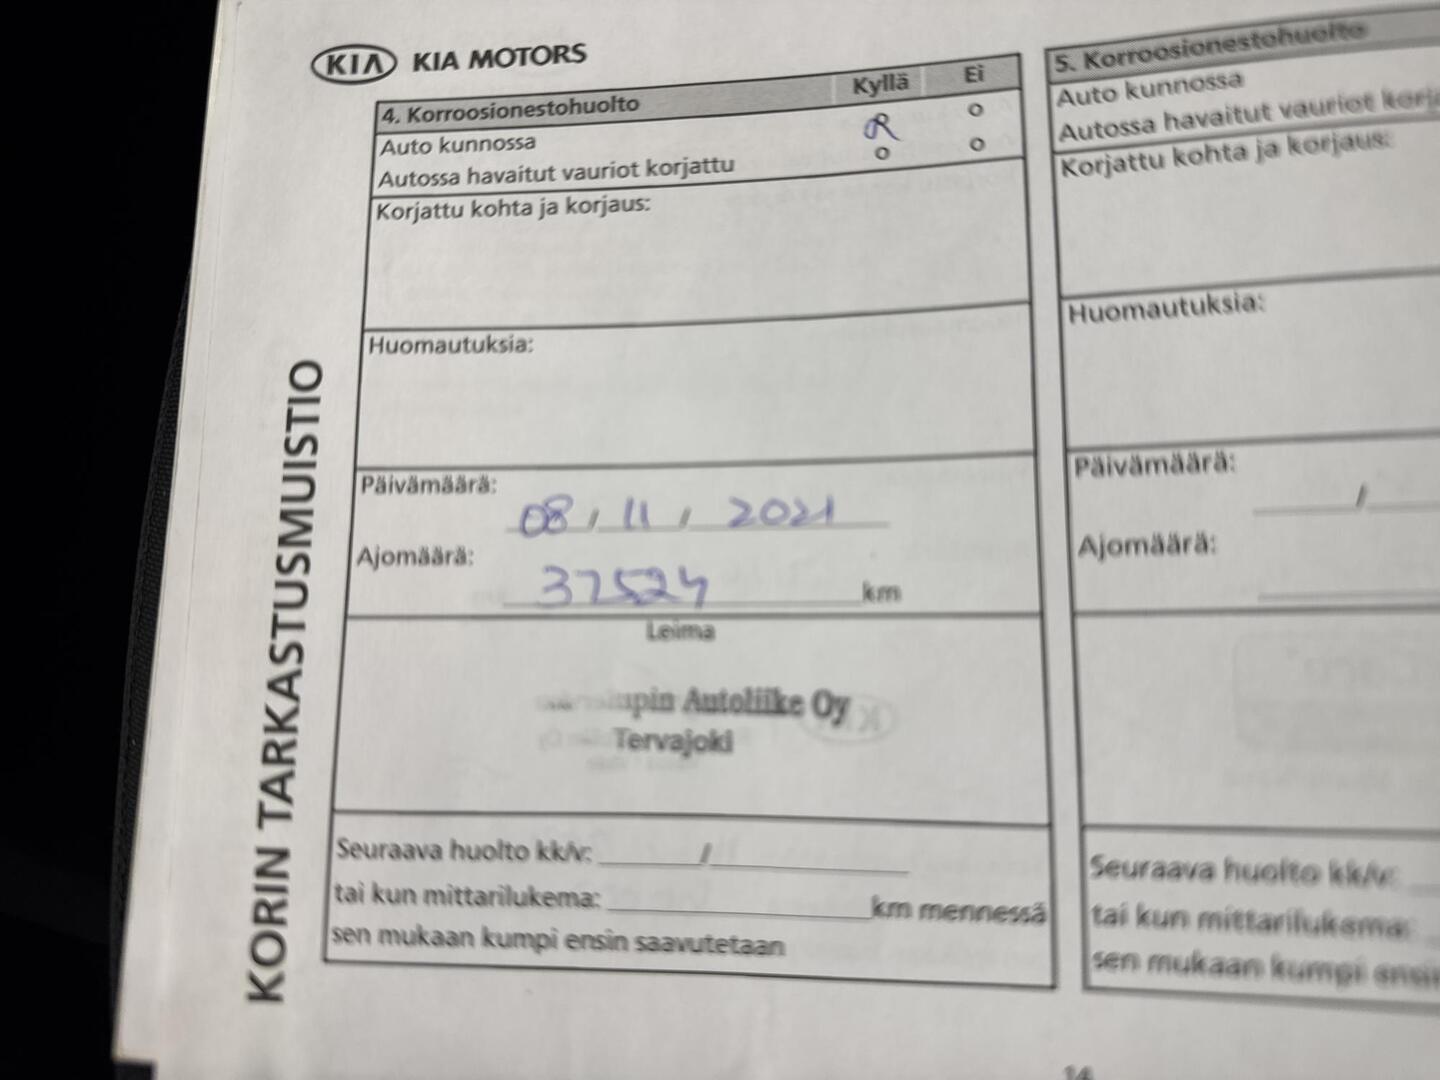 KIA KIA MOTORS
KORIN TARKASTUSMUISTIO
4. Korroosionestohuolto Kyllä Ei
Auto kunnossa
Autossa havaitut vauriot korjattu
Korjattu kohta ja korjaus:
Huomautuksia:
Päivämäärä: 08 / 11 / 2021
Ajomäärä: 37524 km
Leima
Autoliike Oy
Tervajoki
Seuraava huolto kk/v: /
tai kun mittarilukema: km mennessä
sen mukaan kumpi ensin saavutetaan
5. Korroosionestohuolto
Auto kunnossa
Autossa havaitut vauriot
Korjattu kohta ja korjaus:
Huomautuksia:
Päivämäärä: /
Ajomäärä:
Seuraava huolto kk/v:
tai kun mittarilukema:
sen mukaan kumpi ensin
14